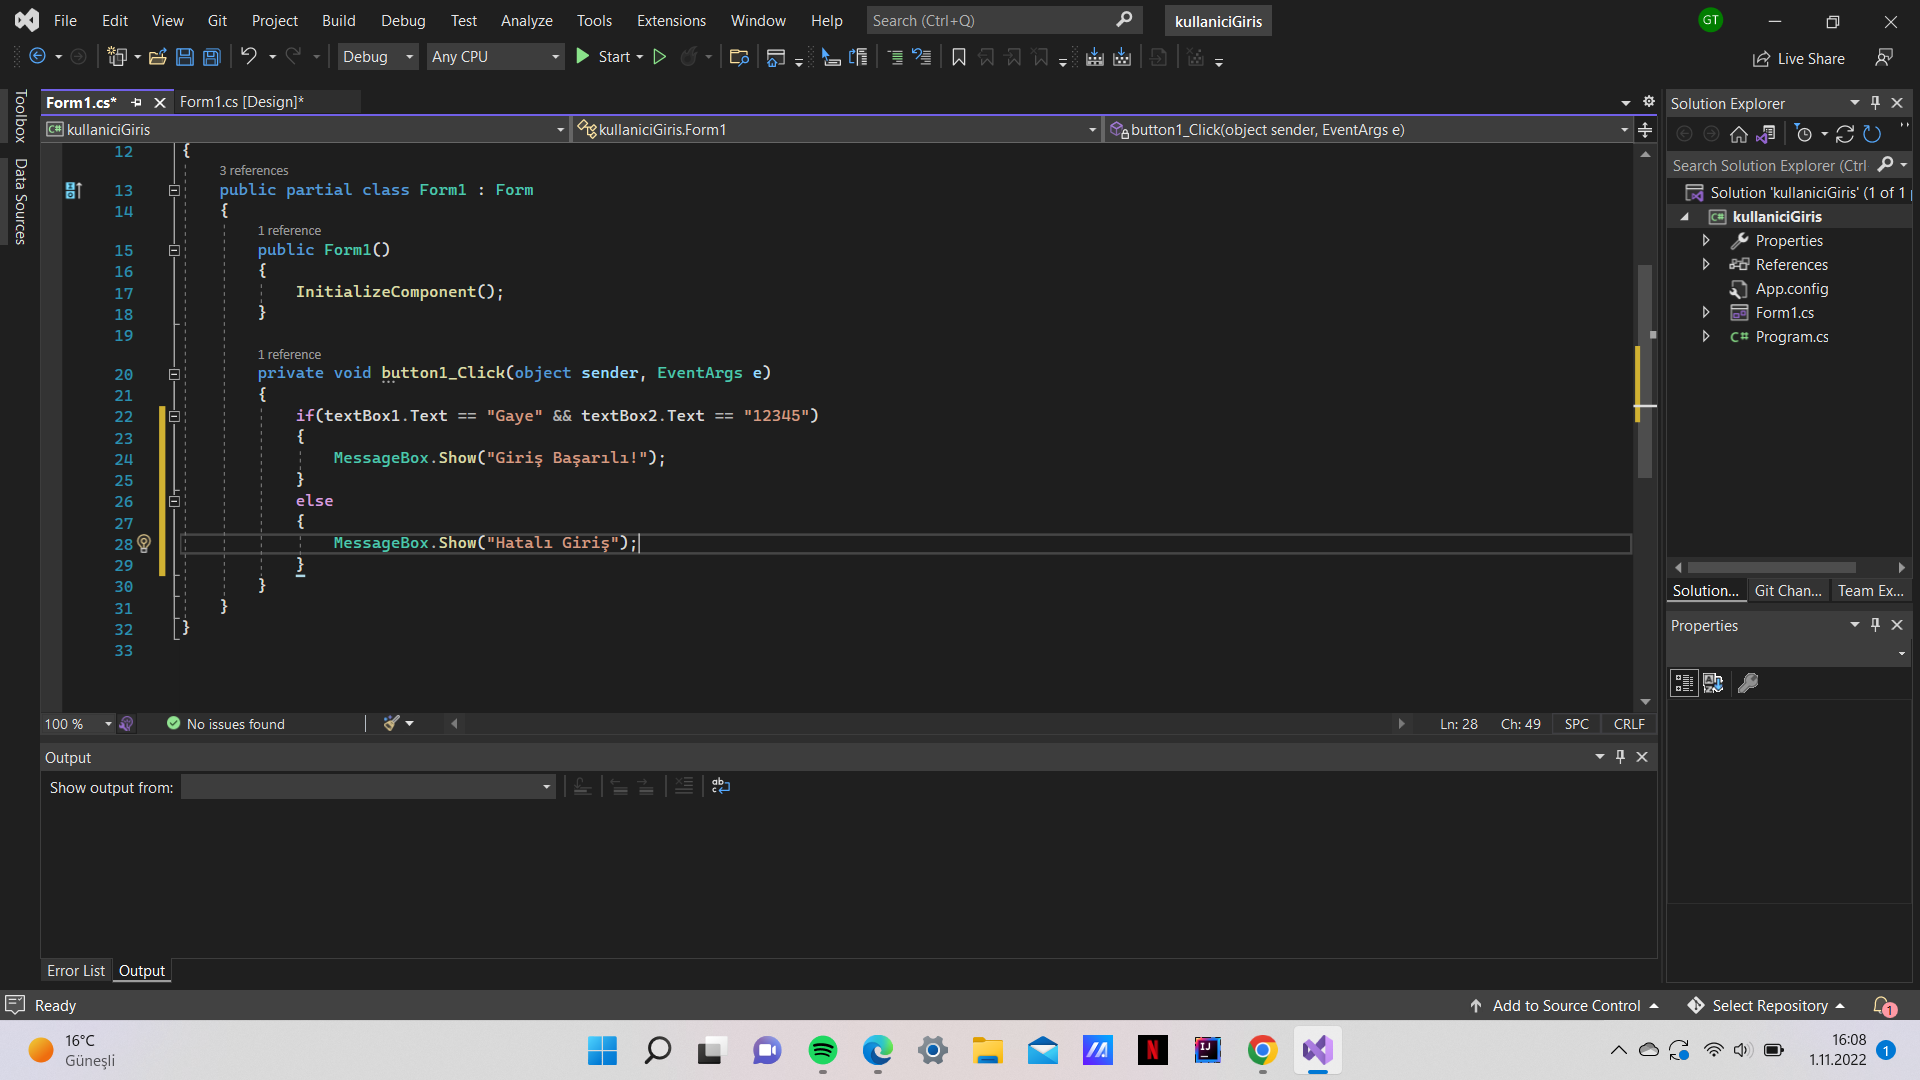 File Edit View Git Project Build Debug Test Analyze Tools Extensions Window Help Search (Ctrl+Q) kullaniciGiris GT
Debug Any CPU Start Live Share
Toolbox
Data Sources
Form1.cs* Form1.cs [Design]*
C# kullaniciGiris kullaniciGiris.Form1 button1_Click(object sender, EventArgs e)
12 {
3 references
13 public partial class Form1 : Form
14 {
1 reference
15 public Form1()
16 {
17 InitializeComponent();
18 }
19
1 reference
20 private void button1_Click(object sender, EventArgs e)
21 {
22 if(textBox1.Text == "Gaye" && textBox2.Text == "12345")
23 {
24 MessageBox.Show("Giriş Başarılı!");
25 }
26 else
27 {
28 MessageBox.Show("Hatalı Giriş");
29 }
30 }
31 }
32 }
33
100 % No issues found Ln: 28 Ch: 49 SPC CRLF
Output
Show output from:
Error List Output
Solution Explorer
Search Solution Explorer (Ctrl
Solution 'kullaniciGiris' (1 of 1
C# kullaniciGiris
Properties
References
App.config
Form1.cs
C# Program.cs
Solution... Git Chan... Team Ex...
Properties
Ready Add to Source Control Select Repository 1
16°C
Güneşli
16:08
1.11.2022
1